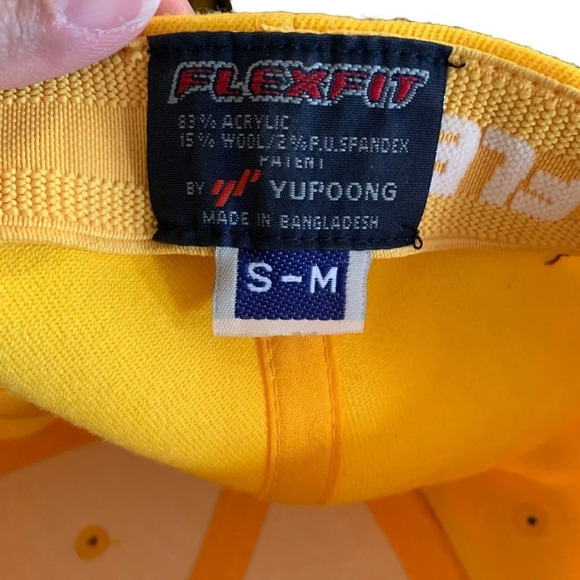 FLEXFIT
83% ACRYLIC
15% WOOL/2%P.U.SPANDEX
PATENT
BY YUPOONG
MADE IN BANGLADESH
S-M